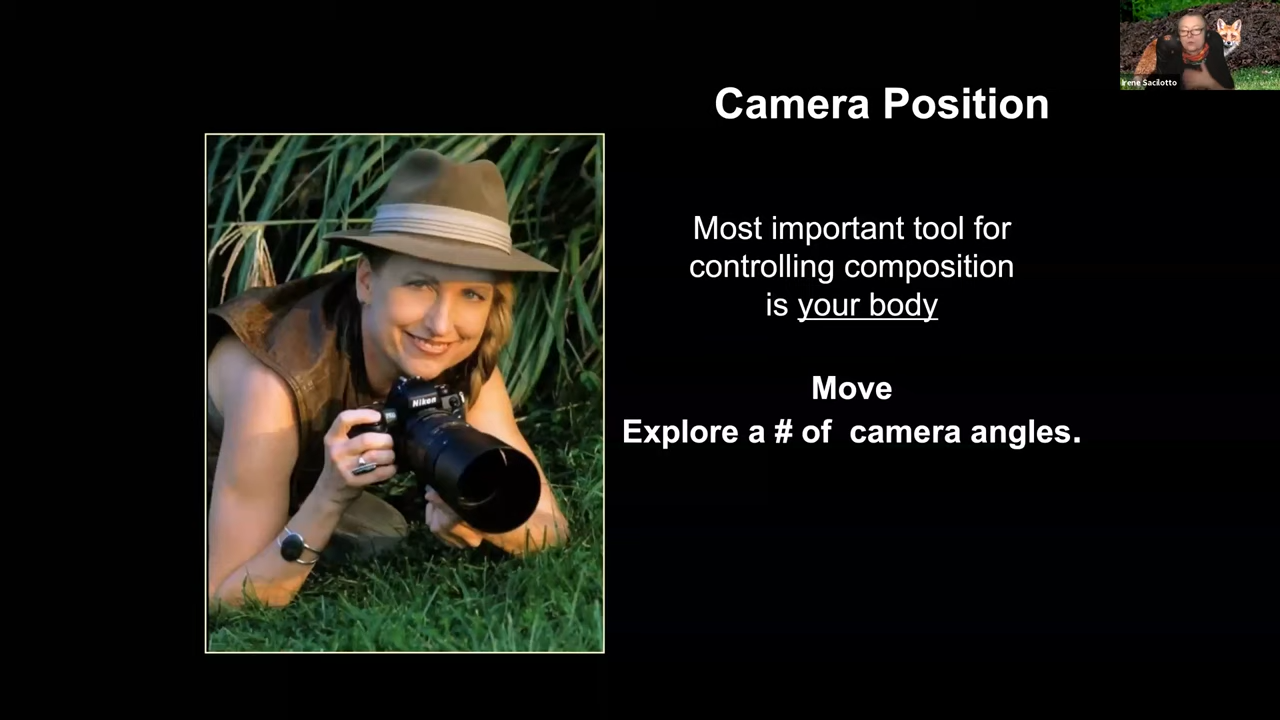 Camera Position
Irene Sacilotto
Most important tool for
controlling composition
is your body
Move
Explore a # of camera angles.
Nikon